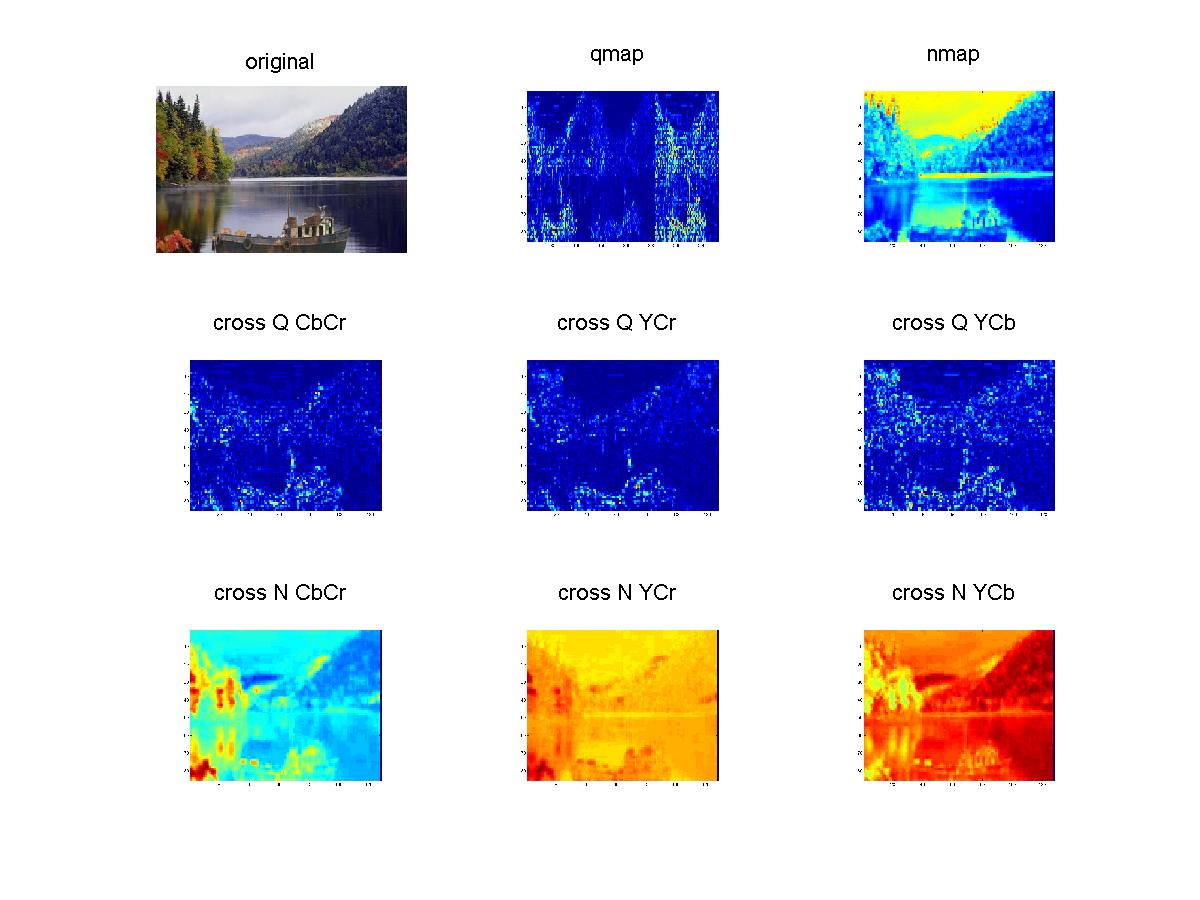 original
qmap
nmap
cross Q CbCr
cross Q YCr
cross Q YCb
cross N CbCr
cross N YCr
cross N YCb